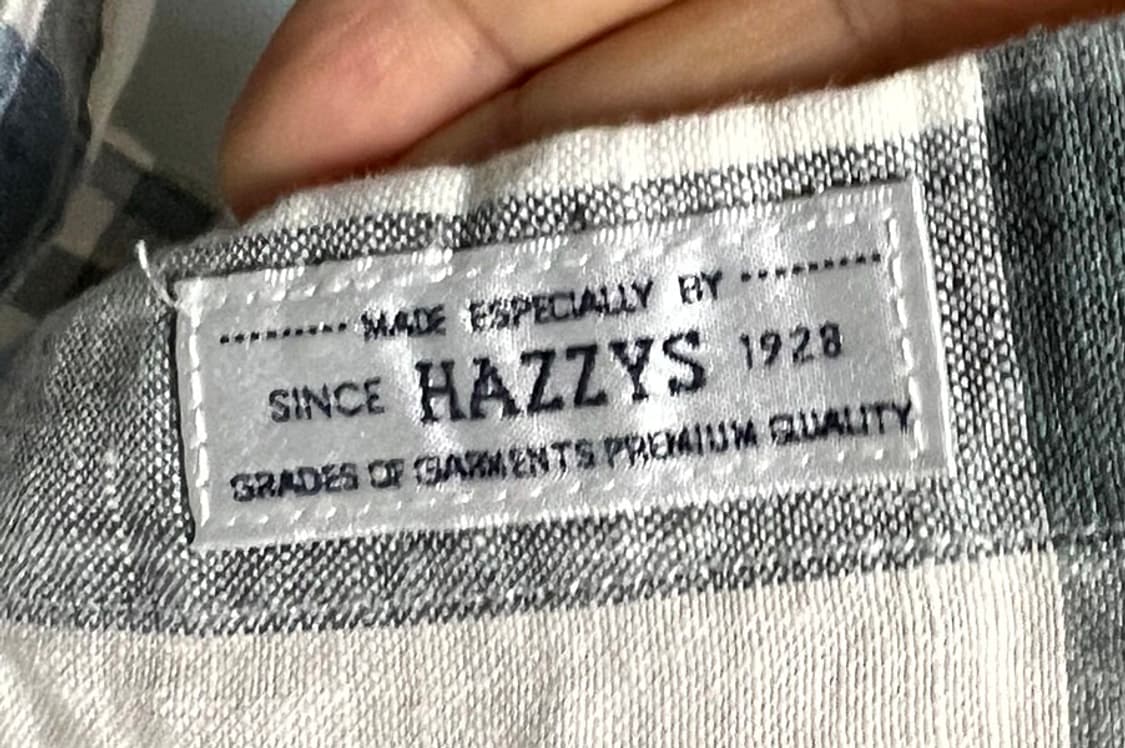 MADE ESPECIALLY BY
SINCE HAZZYS 1928
GRADES OF GARMENTS PREMIUM QUALITY